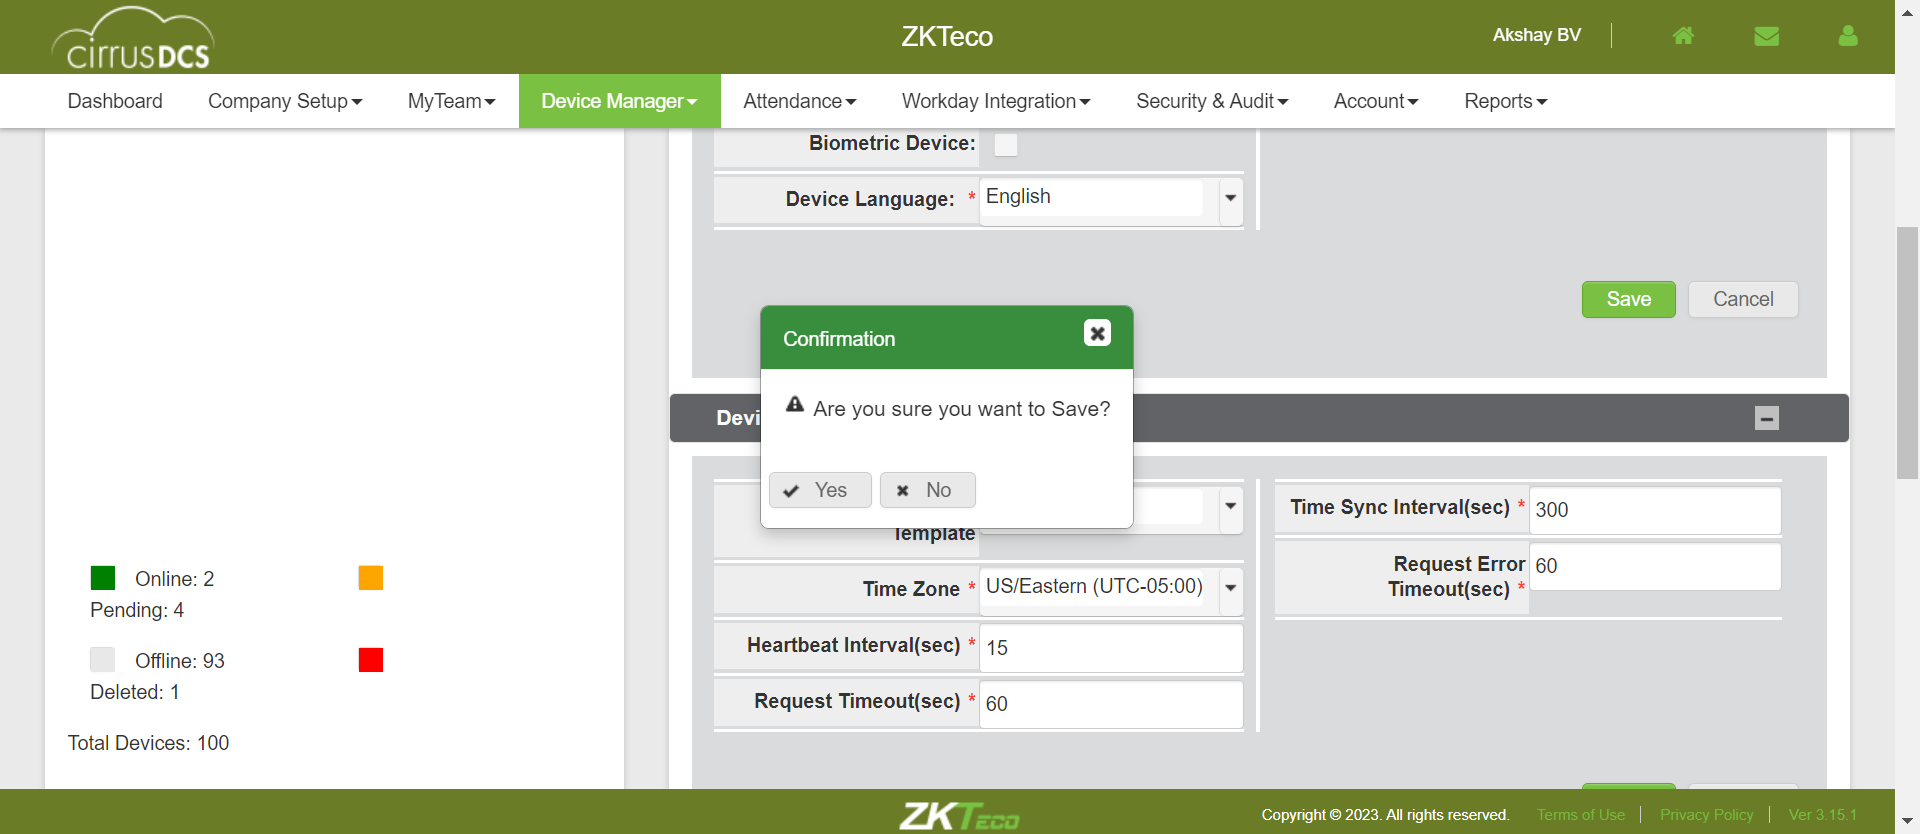 cirrusDCS
ZKTeco
Akshay BV
Dashboard Company Setup MyTeam Device Manager Attendance Workday Integration Security & Audit Account Reports
Biometric Device:
Device Language: * English
Save Cancel
Confirmation
Are you sure you want to Save?
Yes No
Devi
Template
Time Zone * US/Eastern (UTC-05:00)
Heartbeat Interval(sec) * 15
Request Timeout(sec) * 60
Time Sync Interval(sec) * 300
Request Error
Timeout(sec) * 60
Online: 2
Pending: 4
Offline: 93
Deleted: 1
Total Devices: 100
ZKTeco
Copyright © 2023. All rights reserved. Terms of Use Privacy Policy Ver 3.15.1